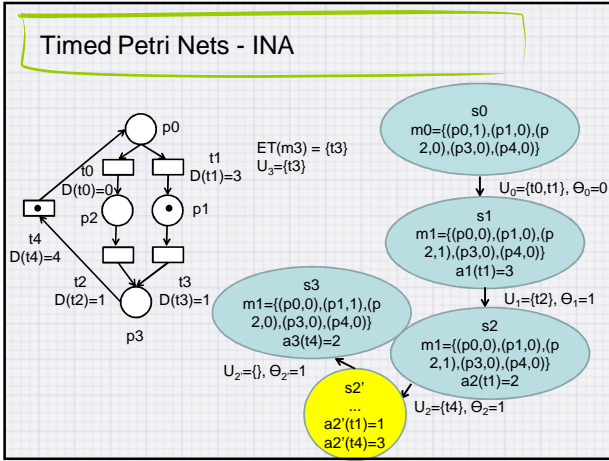 Timed Petri Nets - INA
p0
t0
D(t0)=0
t1
D(t1)=3
p2
p1
t4
D(t4)=4
t2
D(t2)=1
t3
D(t3)=1
p3
ET(m3) = {t3}
U3={t3}
s0
m0={(p0,1),(p1,0),(p
2,0),(p3,0),(p4,0)}
U0={t0,t1}, Θ0=0
s1
m1={(p0,0),(p1,0),(p
2,1),(p3,0),(p4,0)}
a1(t1)=3
U1={t2}, Θ1=1
s2
m1={(p0,0),(p1,0),(p
2,1),(p3,0),(p4,0)}
a2(t1)=2
U2={t4}, Θ2=1
s2’
...
a2’(t1)=1
a2’(t4)=3
U2’={}, Θ2’=1
s3
m1={(p0,0),(p1,1),(p
2,0),(p3,0),(p4,0)}
a3(t4)=2